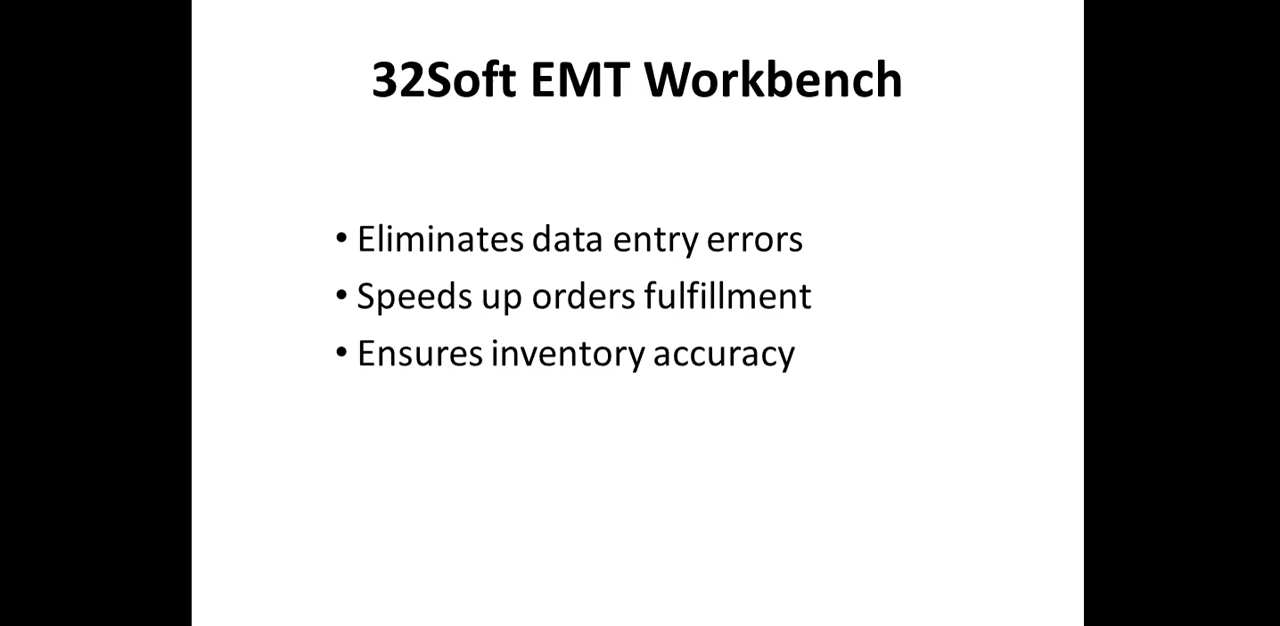 32Soft EMT Workbench
• Eliminates data entry errors
• Speeds up orders fulfillment
• Ensures inventory accuracy